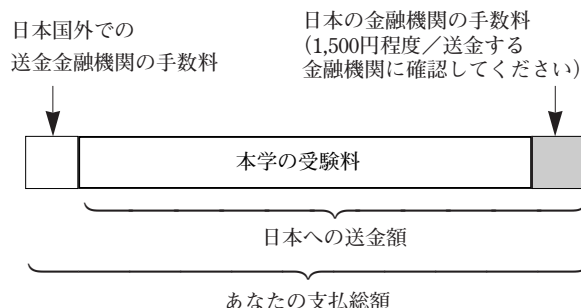 日本国外での
送金金融機関の手数料
日本の金融機関の手数料
(1,500円程度／送金する
金融機関に確認してください)
本学の受験料
日本への送金額
あなたの支払総額